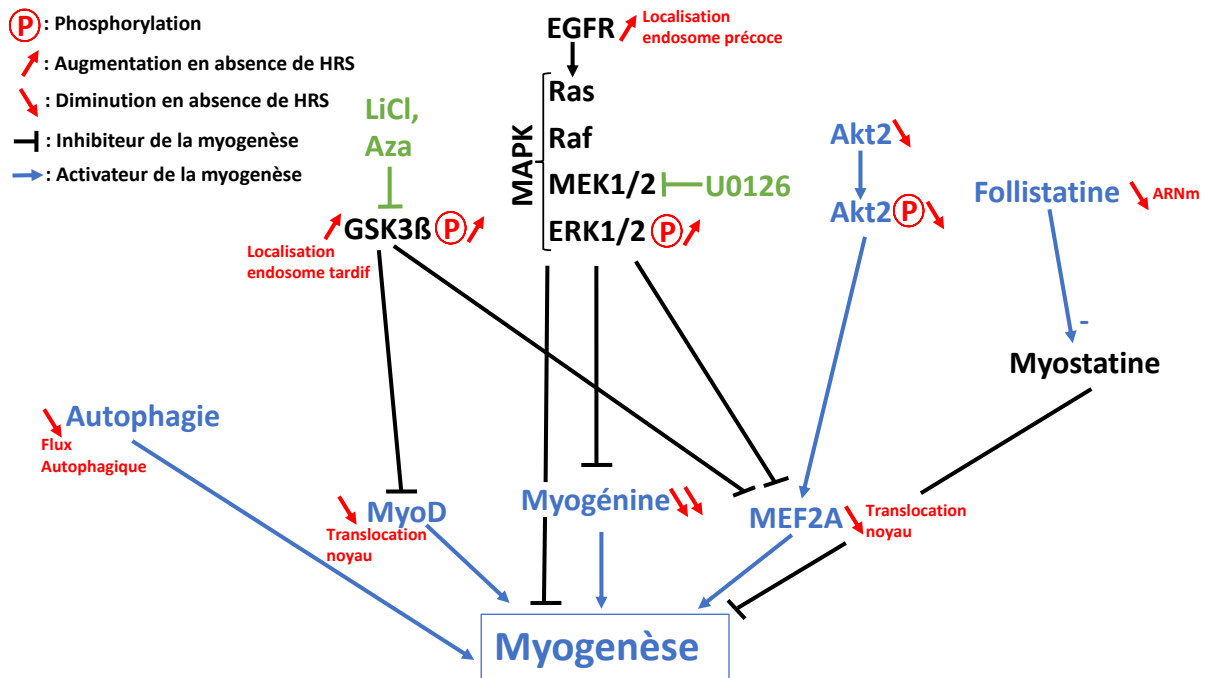 P : Phosphorylation
: Augmentation en absence de HRS
: Diminution en absence de HRS
: Inhibiteur de la myogenèse
: Activateur de la myogenèse
EGFR
Localisation
endosome précoce
MAPK
Ras
Raf
MEK1/2
U0126
ERK1/2 P
LiCl,
Aza
GSK3ß P
Localisation
endosome tardif
Akt2
Akt2 P
Follistatine
ARNm
-
Myostatine
Autophagie
Flux
Autophagique
MyoD
Translocation
noyau
Myogénine
MEF2A
Translocation
noyau
Myogenèse